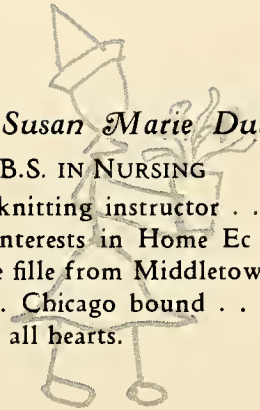 Susan Marie Du
B.S. IN NURSING
knitting instructor . .
nterests in Home Ec
e fille from Middletow
. Chicago bound . .
all hearts.